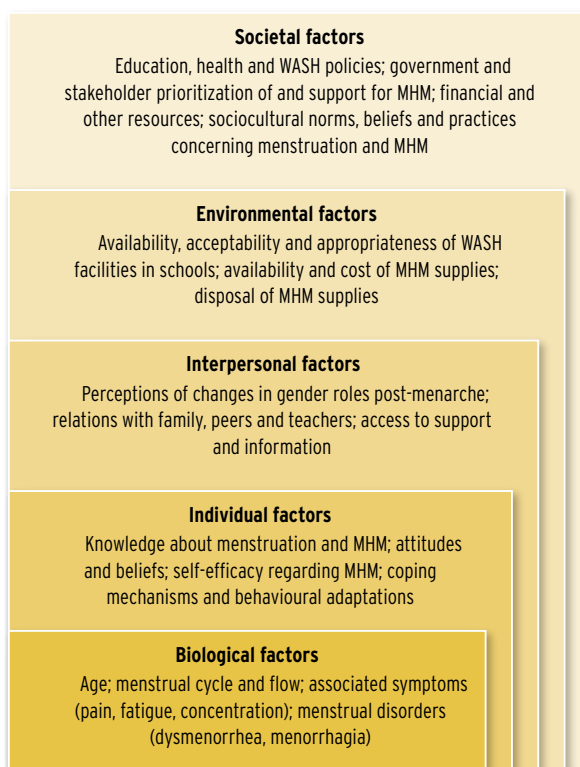 Societal factors
Education, health and WASH policies; government and
stakeholder prioritization of and support for MHM; financial and
other resources; sociocultural norms, beliefs and practices
concerning menstruation and MHM
Environmental factors
Availability, acceptability and appropriateness of WASH
facilities in schools; availability and cost of MHM supplies;
disposal of MHM supplies
Interpersonal factors
Perceptions of changes in gender roles post-menarche;
relations with family, peers and teachers; access to support
and information
Individual factors
Knowledge about menstruation and MHM; attitudes
and beliefs; self-efficacy regarding MHM; coping
mechanisms and behavioural adaptations
Biological factors
Age; menstrual cycle and flow; associated symptoms
(pain, fatigue, concentration); menstrual disorders
(dysmenorrhea, menorrhagia)